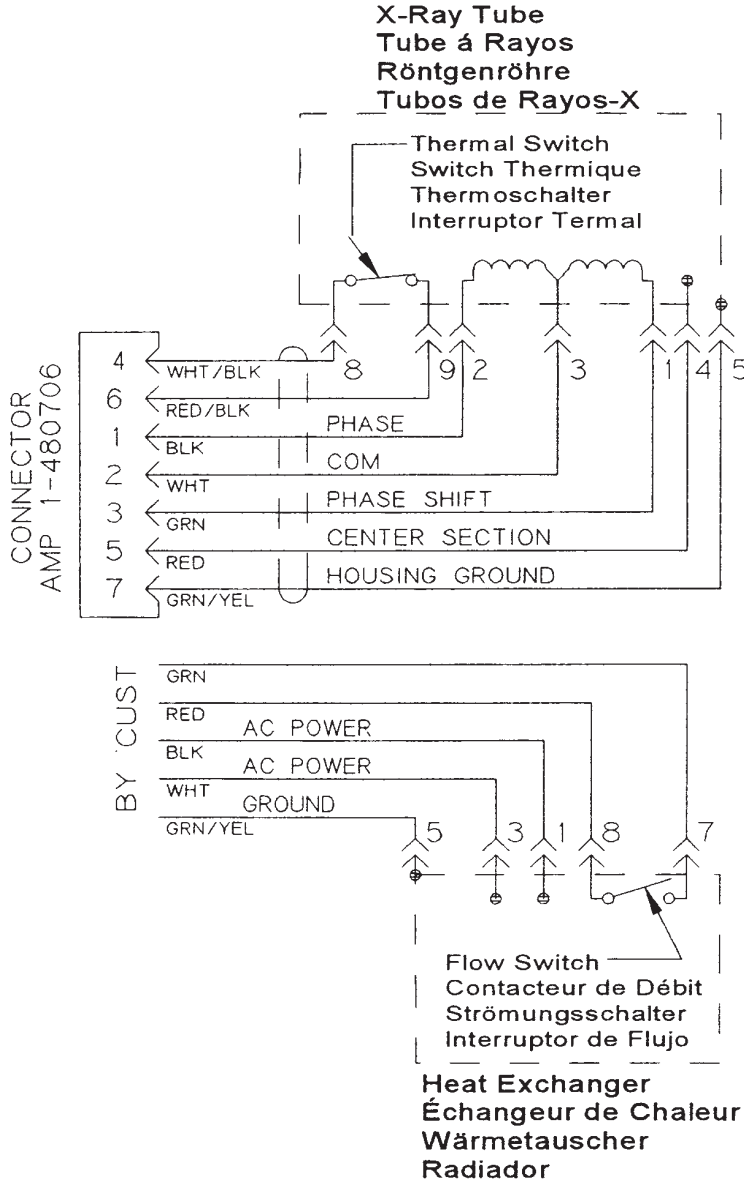 X-Ray Tube
Tube á Rayos
Röntgenröhre
Tubos de Rayos-X
Thermal Switch
Switch Thermique
Thermoschalter
Interruptor Termal
CONNECTOR
AMP 1-480706
4
WHT/BLK
8
9
2
3
1
4
5
6
RED/BLK
1
BLK
PHASE
2
WHT
COM
3
GRN
PHASE SHIFT
5
RED
CENTER SECTION
7
GRN/YEL
HOUSING GROUND
BY CUST
GRN
RED
AC POWER
BLK
AC POWER
WHT
GROUND
GRN/YEL
5
3
1
8
7
Flow Switch
Contacteur de Débit
Strömungsschalter
Interruptor de Flujo
Heat Exchanger
Échangeur de Chaleur
Wärmetauscher
Radiador